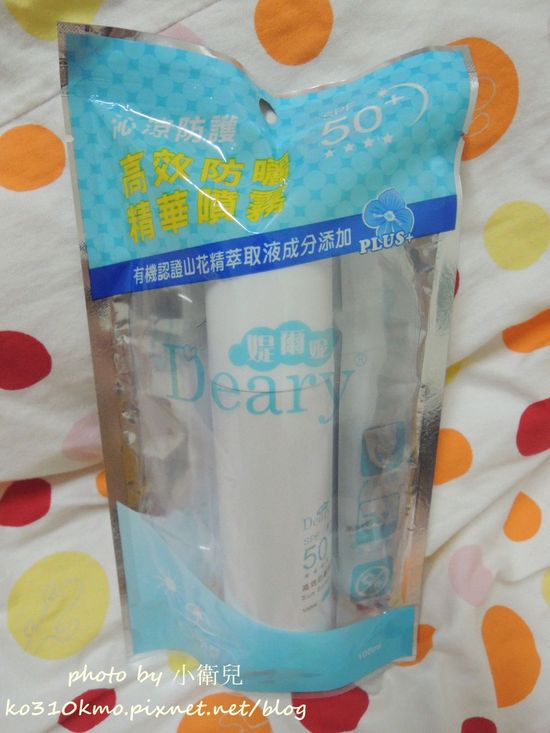 沁涼防護
SPF
50+
★★★★
高效防曬
精華噴霧
有機認證山花精萃取液成分添加
PLUS+
媞爾妮
Deary®
Deary
SPF
50
100ml
photo by 小衛兒
ko310kmo.pixnet.net/blog